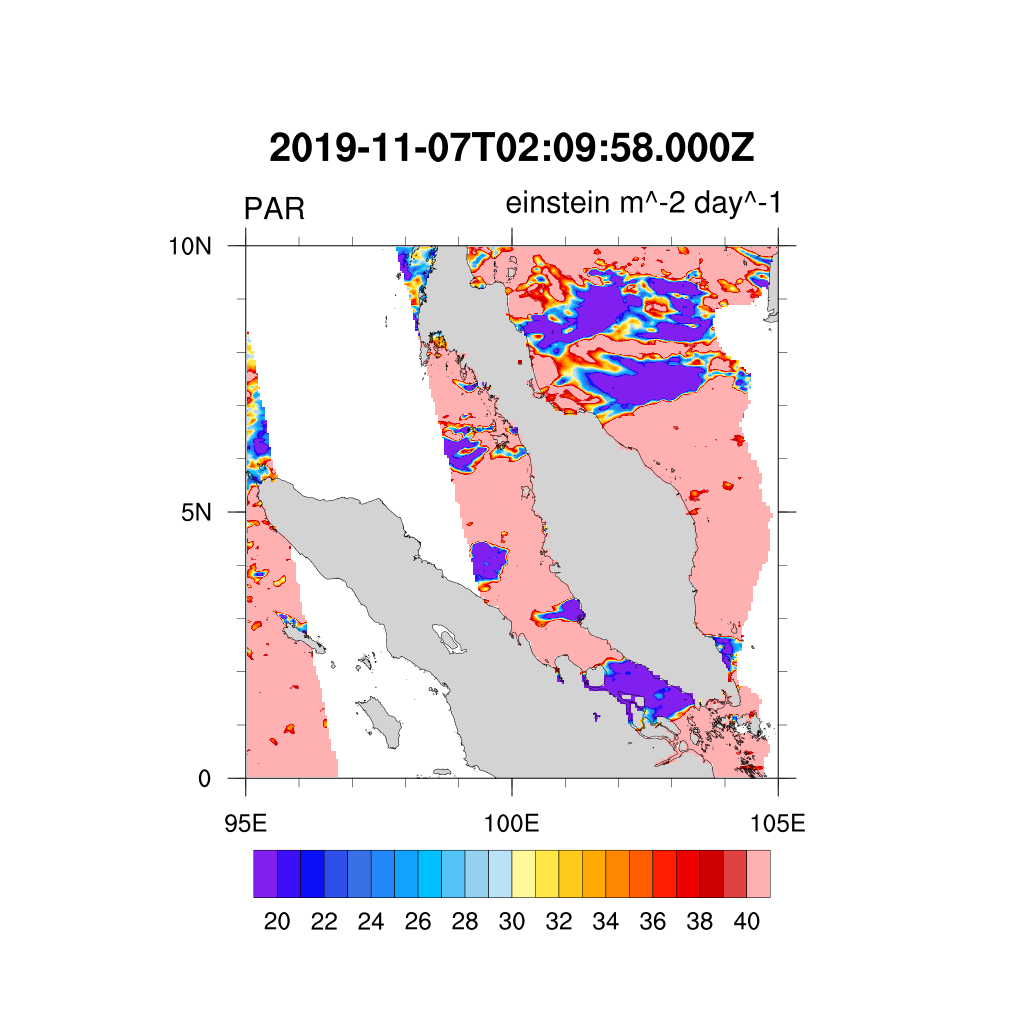 2019-11-07T02:09:58.000Z
PAR einstein m^-2 day^-1
10N
5N
0
95E 100E 105E
20 22 24 26 28 30 32 34 36 38 40